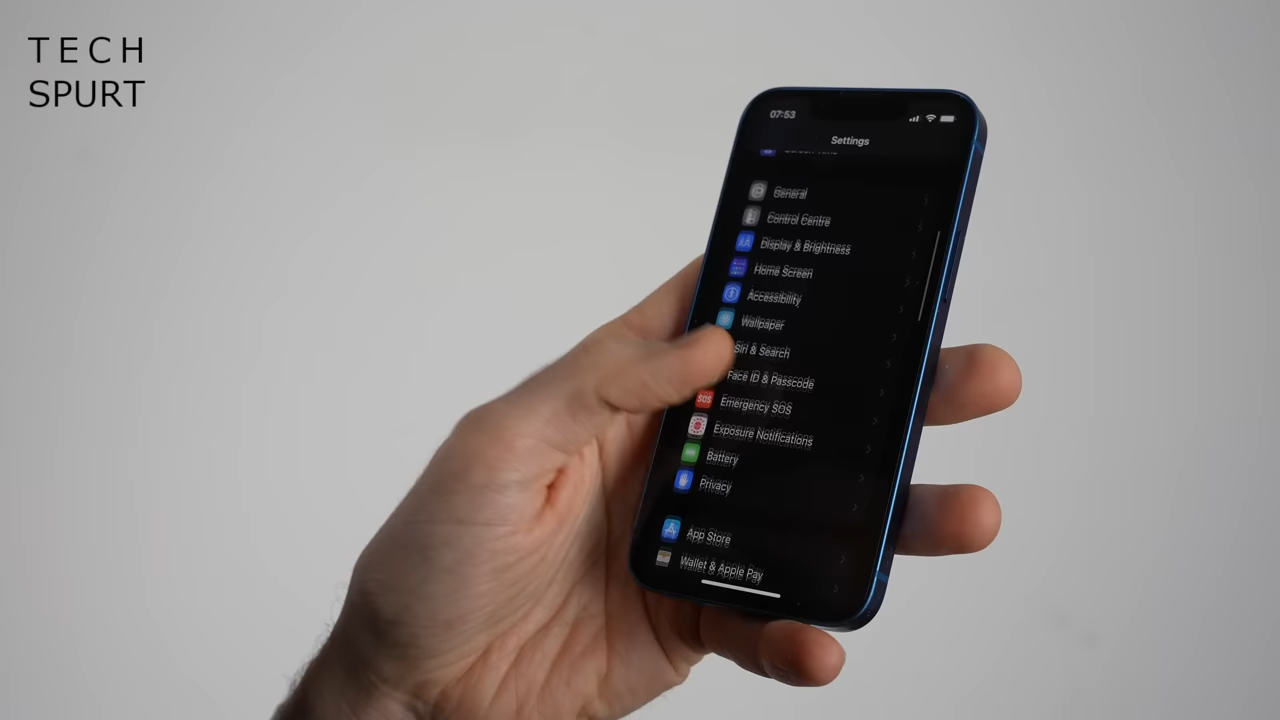 TECH
SPURT
07:53
Settings
General
Control Centre
Display & Brightness
Home Screen
Accessibility
Wallpaper
Siri & Search
Face ID & Passcode
SOS
Emergency SOS
Exposure Notifications
Battery
Privacy
App Store
Wallet & Apple Pay